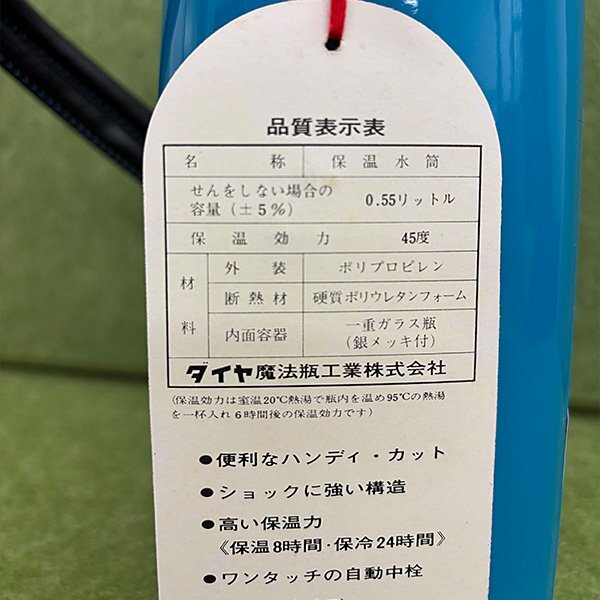 品質表示表
名称 保温水筒
せんをしない場合の
容量(±5%) 0.55リットル
保温効力 45度
材料
外装 ポリプロピレン
断熱材 硬質ポリウレタンフォーム
内面容器 一重ガラス瓶
(銀メッキ付)
ダイヤ魔法瓶工業株式会社
(保温効力は室温20℃熱湯で瓶内を温め95℃の熱湯
を一杯入れ6時間後の保温効力です)
●便利なハンディ・カット
●ショックに強い構造
●高い保温力
《保温8時間·保冷24時間》
●ワンタッチの自動中栓